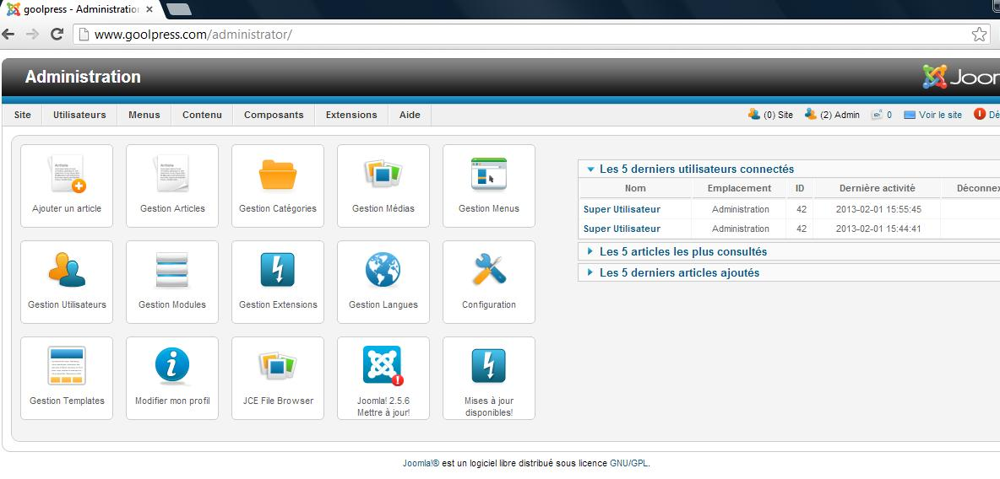 goolpress - Administration
www.goolpress.com/administrator/
Administration
Site Utilisateurs Menus Contenu Composants Extensions Aide (0) Site (2) Admin 0 Voir le site
Ajouter un article Gestion Articles Gestion Catégories Gestion Médias Gestion Menus
Gestion Utilisateurs Gestion Modules Gestion Extensions Gestion Langues Configuration
Gestion Templates Modifier mon profil JCE File Browser Joomla! 2.5.6 Mises à jour
Mettre à jour! disponibles!
Les 5 derniers utilisateurs connectés
Nom Emplacement ID Dernière activité Déconnex
Super Utilisateur Administration 42 2013-02-01 15:55:45
Super Utilisateur Administration 42 2013-02-01 15:44:41
Les 5 articles les plus consultés
Les 5 derniers articles ajoutés
Joomla!® est un logiciel libre distribué sous licence GNU/GPL.